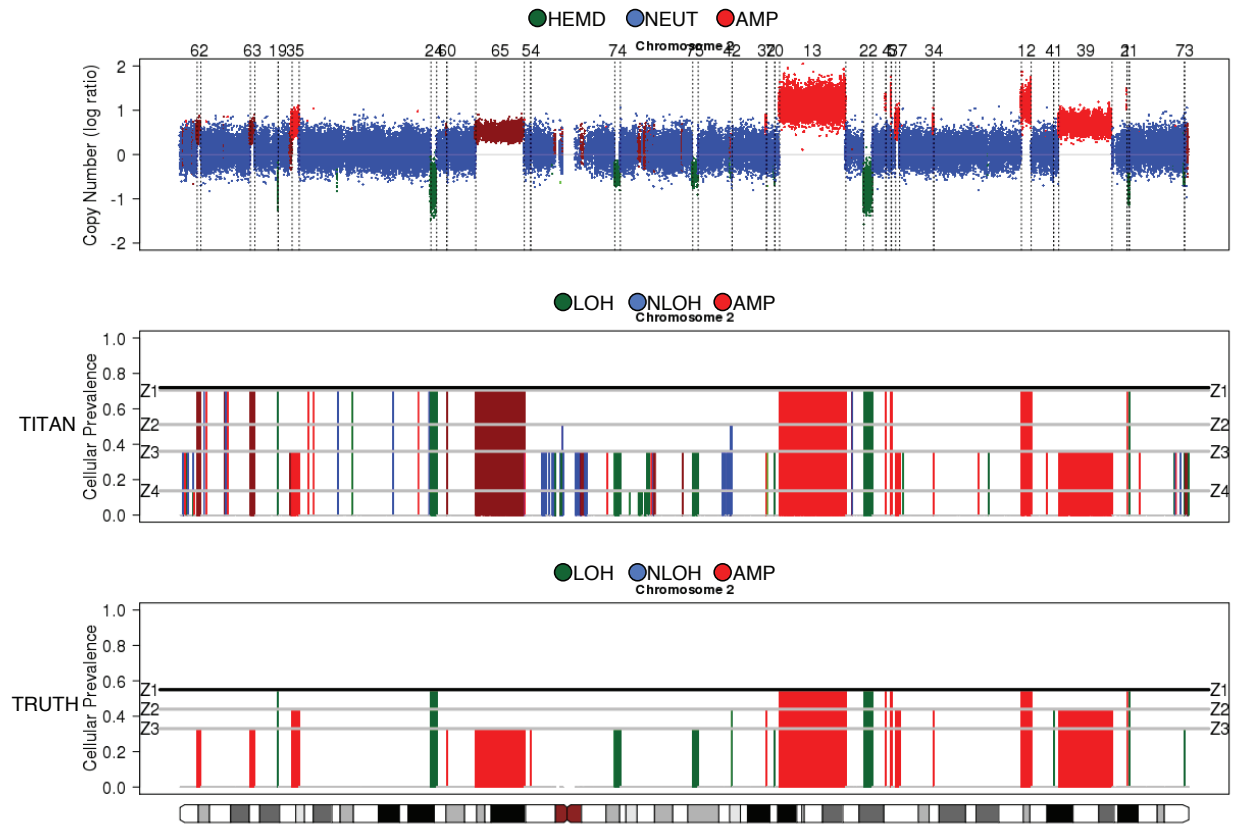 HEMD NEUT AMP
Chromosome 2
62 63 19 35 24 60 65 54 74 75 42 37 20 13 22 45 37 34 12 41 39 21 73
Copy Number (log ratio)
2
1
0
-1
-2
LOH NLOH AMP
Chromosome 2
TITAN
Cellular Prevalence
1.0
0.8
0.6
0.4
0.2
0.0
Z1 Z1
Z2 Z2
Z3 Z3
Z4 Z4
LOH NLOH AMP
Chromosome 2
TRUTH
Cellular Prevalence
1.0
0.8
0.6
0.4
0.2
0.0
Z1 Z1
Z2 Z2
Z3 Z3